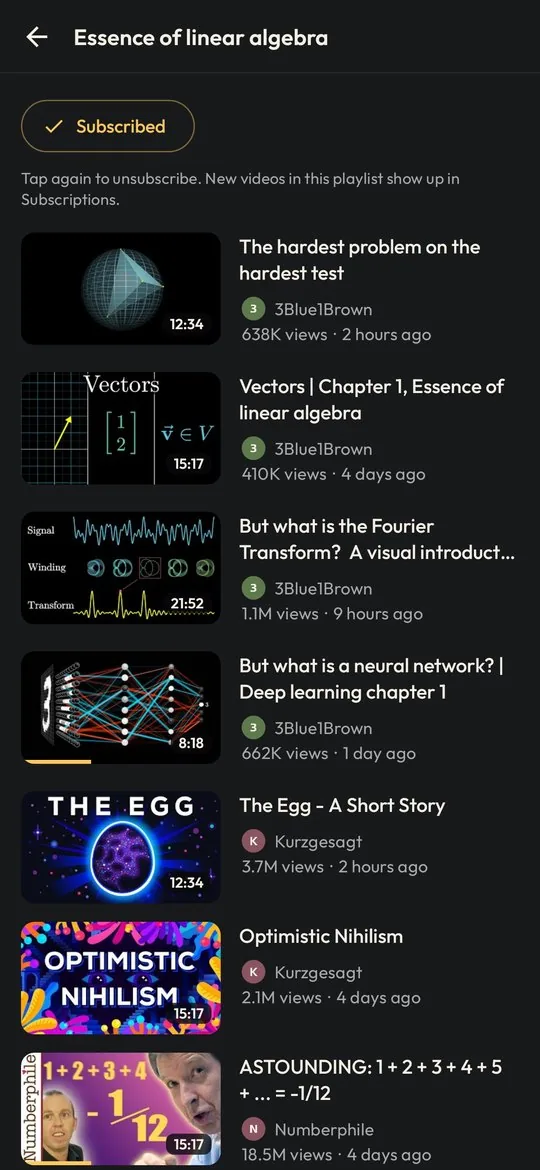 Essence of linear algebra
Subscribed
Tap again to unsubscribe. New videos in this playlist show up in
Subscriptions.
12:34
The hardest problem on the
hardest test
3
3Blue1Brown
638K views · 2 hours ago
Vectors
[1 2]
v⃗ ∈ V
15:17
Vectors | Chapter 1, Essence of
linear algebra
3
3Blue1Brown
410K views · 4 days ago
Signal
Winding
Transform
21:52
But what is the Fourier
Transform? A visual introduct...
3
3Blue1Brown
1.1M views · 9 hours ago
3
3
8:18
But what is a neural network? |
Deep learning chapter 1
3
3Blue1Brown
662K views · 1 day ago
THE EGG
12:34
The Egg - A Short Story
K
Kurzgesagt
3.7M views · 2 hours ago
OPTIMISTIC
NIHILISM
15:17
Optimistic Nihilism
K
Kurzgesagt
2.1M views · 4 days ago
Numberphile
1+2+3+4
- 1/12
15:17
ASTOUNDING: 1 + 2 + 3 + 4 + 5
+ ... = -1/12
N
Numberphile
18.5M views · 4 days ago